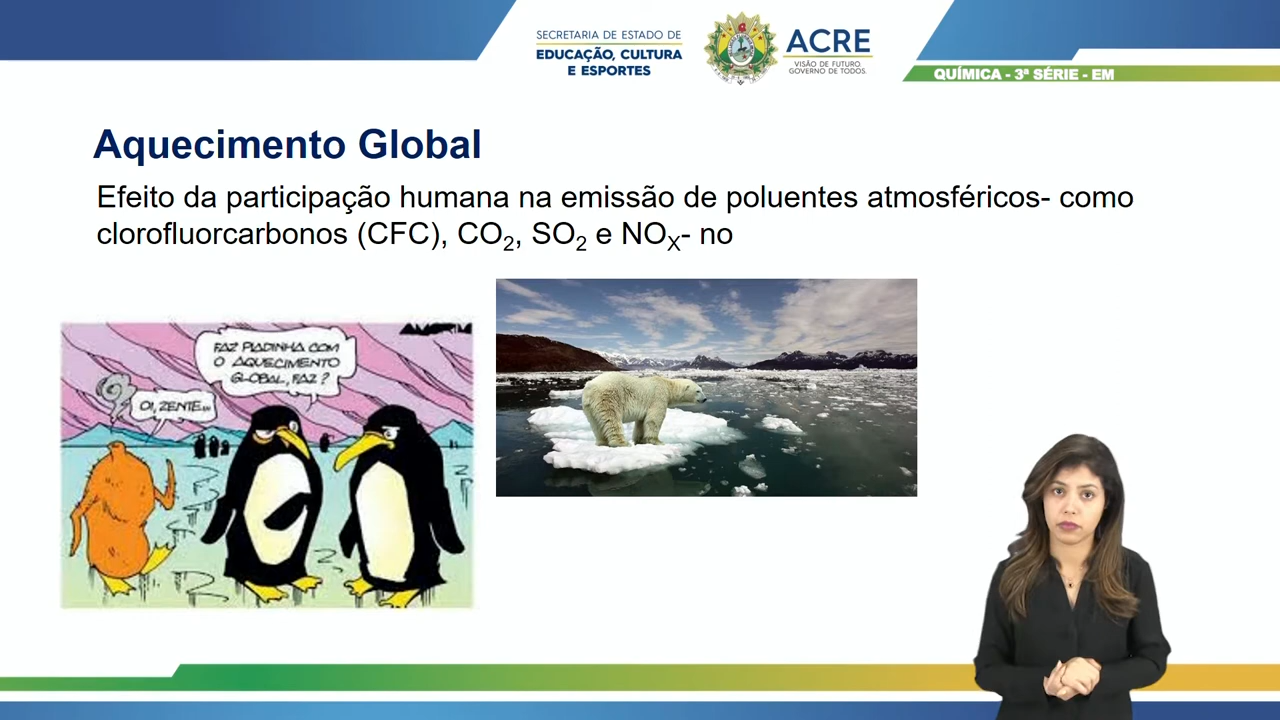 SECRETARIA DE ESTADO DE
EDUCAÇÃO, CULTURA
E ESPORTES
ACRE
VISÃO DE FUTURO.
GOVERNO DE TODOS.
QUÍMICA - 3ª SÉRIE - EM
Aquecimento Global
Efeito da participação humana na emissão de poluentes atmosféricos- como
clorofluorcarbonos (CFC), CO₂, SO₂ e NOₓ- no
AMORIM
FAZ PIADINHA COM
O AQUECIMENTO
GLOBAL, FAZ?
OI, ZENTE...